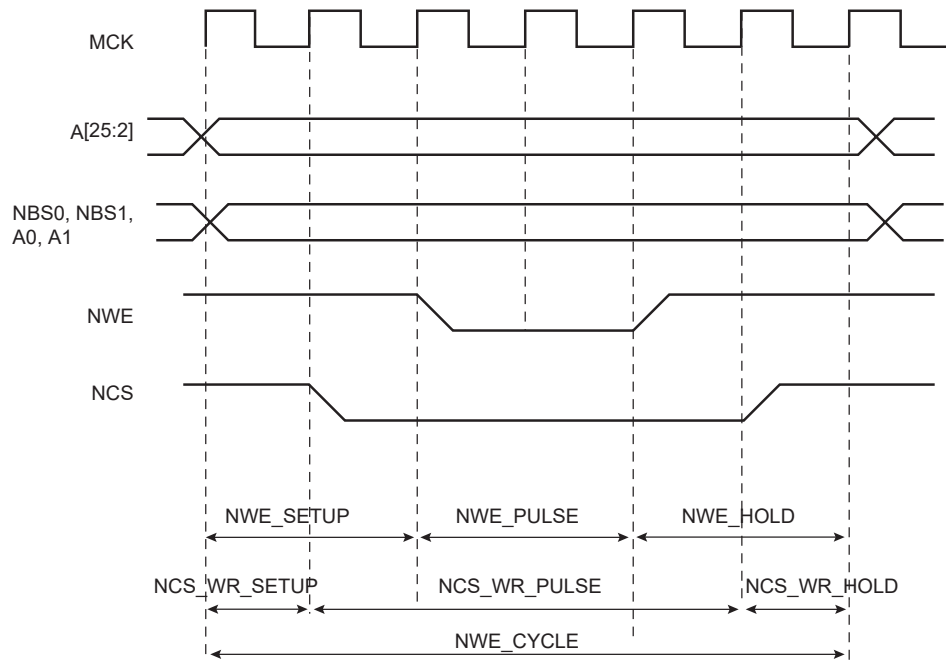 MCK
A[25:2]
NBS0, NBS1,
A0, A1
NWE
NCS
NWE_SETUP NWE_PULSE NWE_HOLD
NCS_WR_SETUP NCS_WR_PULSE NCS_WR_HOLD
NWE_CYCLE